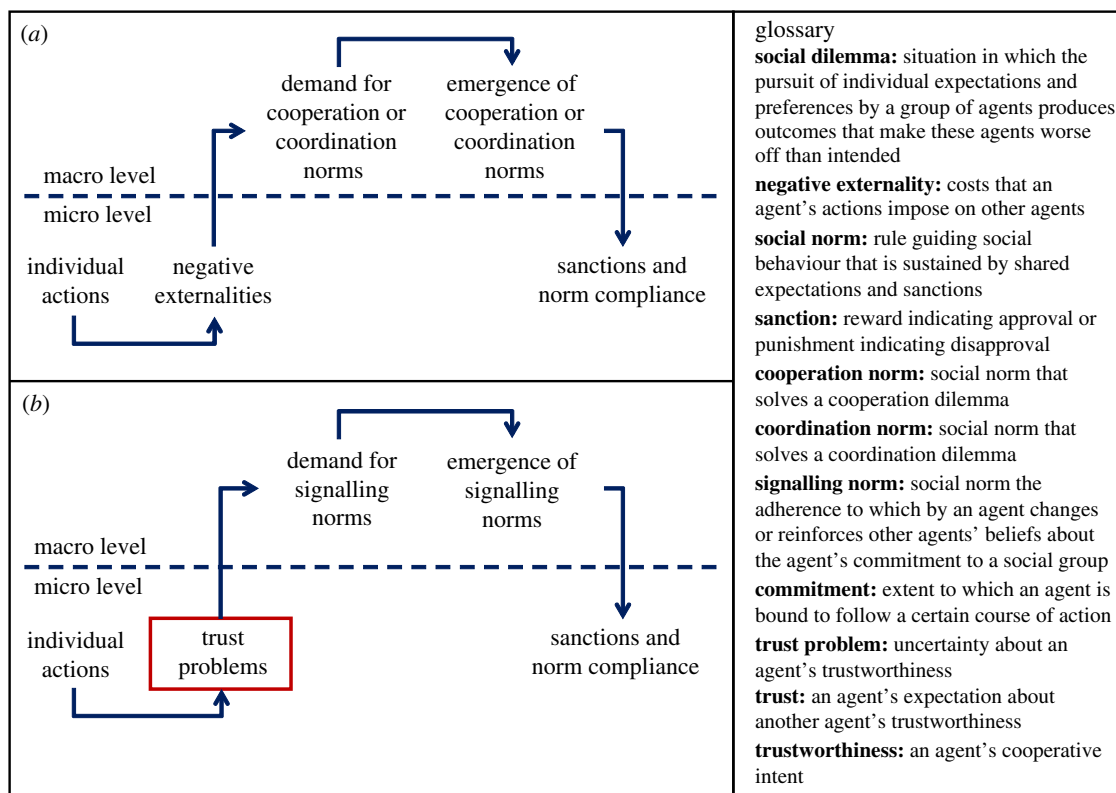 (a)
demand for
cooperation or
coordination
norms
emergence of
cooperation or
coordination
norms
macro level
micro level
individual
actions
negative
externalities
sanctions and
norm compliance
(b)
demand for
signalling
norms
emergence of
signalling
norms
macro level
micro level
individual
actions
trust
problems
sanctions and
norm compliance
glossary
social dilemma: situation in which the
pursuit of individual expectations and
preferences by a group of agents produces
outcomes that make these agents worse
off than intended
negative externality: costs that an
agent's actions impose on other agents
social norm: rule guiding social
behaviour that is sustained by shared
expectations and sanctions
sanction: reward indicating approval or
punishment indicating disapproval
cooperation norm: social norm that
solves a cooperation dilemma
coordination norm: social norm that
solves a coordination dilemma
signalling norm: social norm the
adherence to which by an agent changes
or reinforces other agents' beliefs about
the agent's commitment to a social group
commitment: extent to which an agent is
bound to follow a certain course of action
trust problem: uncertainty about an
agent's trustworthiness
trust: an agent's expectation about
another agent's trustworthiness
trustworthiness: an agent's cooperative
intent